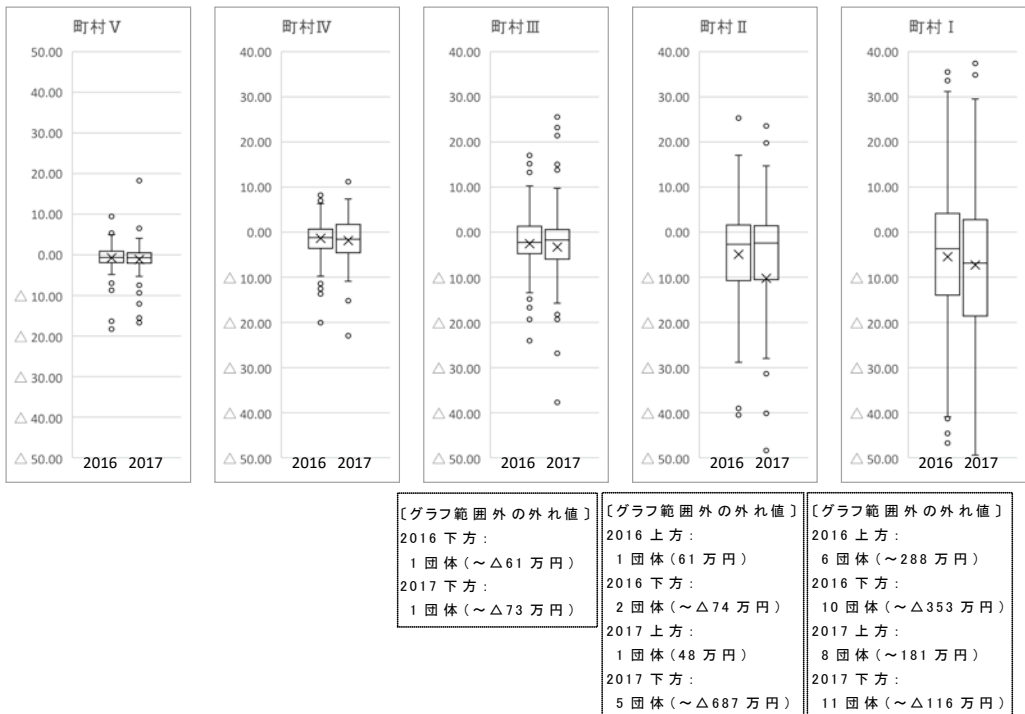 町村Ⅴ
50.00
40.00
30.00
20.00
10.00
0.00
△ 10.00
△ 20.00
△ 30.00
△ 40.00
△ 50.00
2016 2017
町村Ⅳ
40.00
30.00
20.00
10.00
0.00
△ 10.00
△ 20.00
△ 30.00
△ 40.00
△ 50.00
2016 2017
町村Ⅲ
40.00
30.00
20.00
10.00
0.00
△ 10.00
△ 20.00
△ 30.00
△ 40.00
△ 50.00
2016 2017
町村Ⅱ
40.00
30.00
20.00
10.00
0.00
△ 10.00
△ 20.00
△ 30.00
△ 40.00
△ 50.00
2016 2017
町村Ⅰ
40.00
30.00
20.00
10.00
0.00
△ 10.00
△ 20.00
△ 30.00
△ 40.00
△ 50.00
2016 2017
〔グラフ範囲外の外れ値〕
2016 下方：
1 団体（～△61 万円）
2017 下方：
1 団体（～△73 万円）
〔グラフ範囲外の外れ値〕
2016 上方：
1 団体（61 万円）
2016 下方：
2 団体（～△74 万円）
2017 上方：
1 団体（48 万円）
2017 下方：
5 団体（～△687 万円）
〔グラフ範囲外の外れ値〕
2016 上方：
6 団体（～288 万円）
2016 下方：
10 団体（～△353 万円）
2017 上方：
8 団体（～181 万円）
2017 下方：
11 団体（～△116 万円）